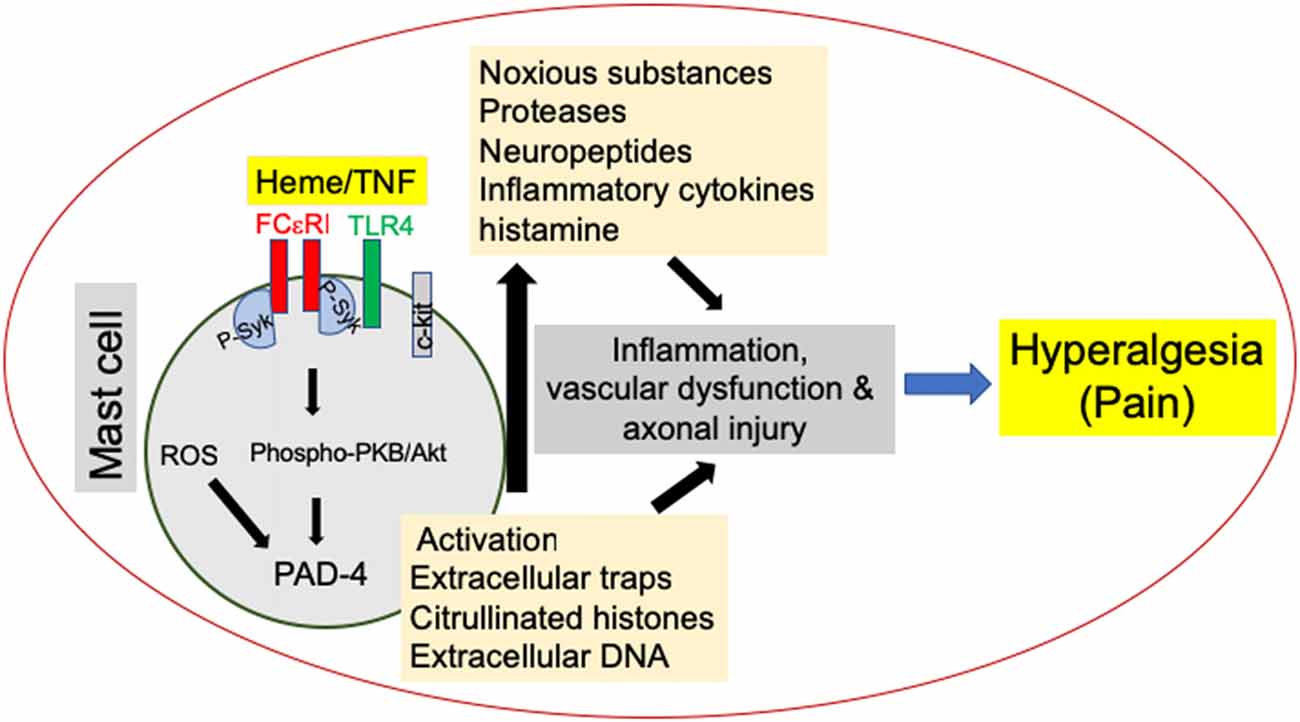 Noxious substances
Proteases
Neuropeptides
Inflammatory cytokines
histamine
Heme/TNF
FCεRI TLR4
P-Syk
P-Syk
c-kit
Mast cell
ROS
Phospho-PKB/Akt
PAD-4
Activation
Extracellular traps
Citrullinated histones
Extracellular DNA
Inflammation,
vascular dysfunction &
axonal injury
Hyperalgesia
(Pain)